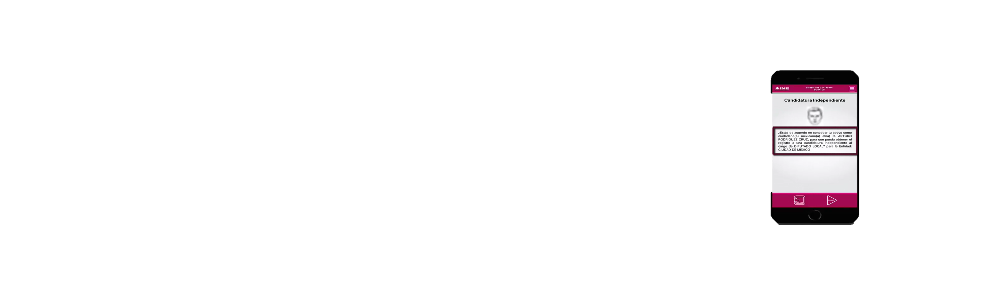 INE
SISTEMA DE CAPTACIÓN
DE DATOS
Candidatura Independiente
¿Estás de acuerdo en conceder tu apoyo como
ciudadano(a) mexicano(a) al(la) C. ARTURO
RODRIGUEZ CRUZ, para que pueda obtener el
registro a una candidatura independiente al
cargo de DIPUTADO LOCAL? para la Entidad:
CIUDAD DE MEXICO